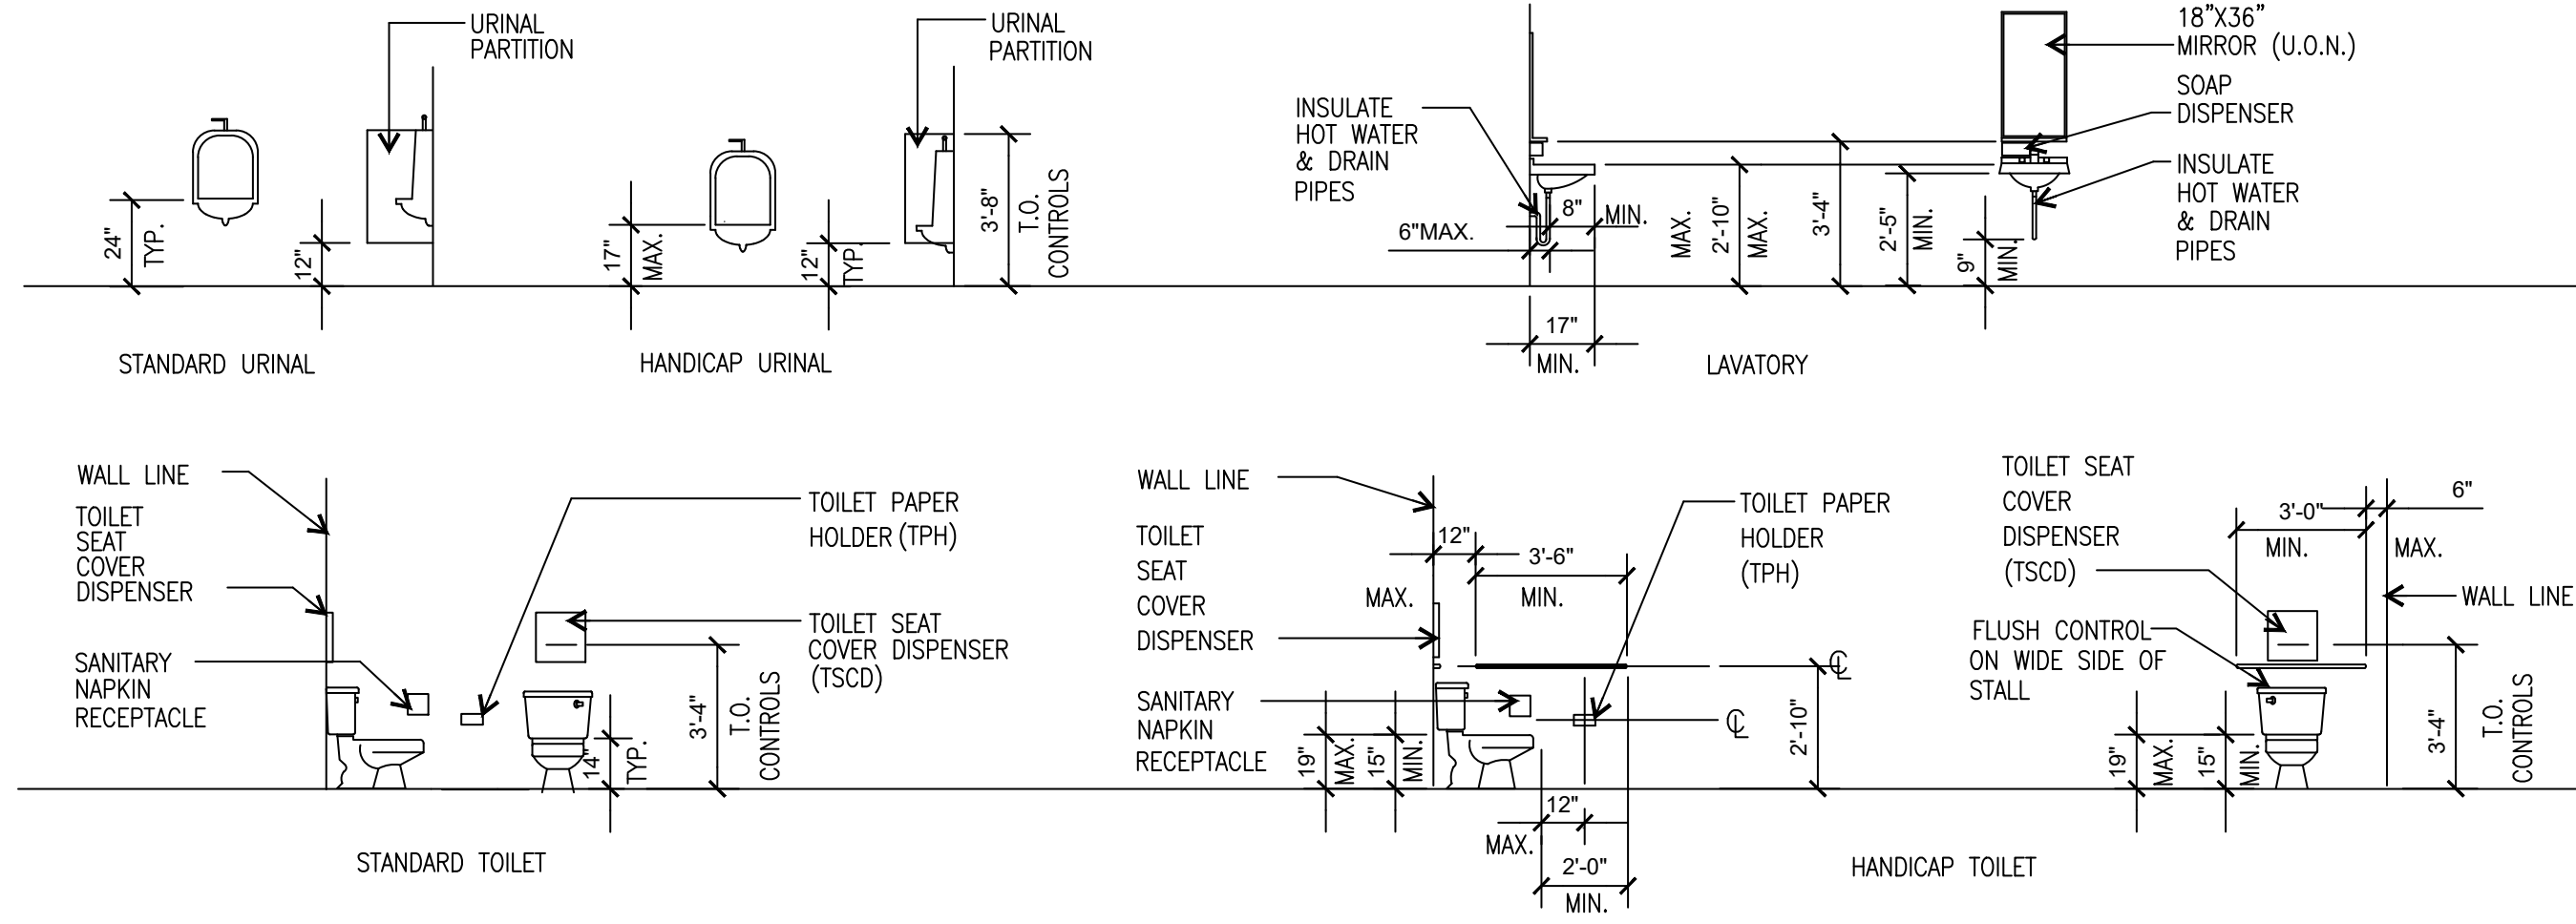 URINAL
PARTITION
24"
TYP.
12"
STANDARD URINAL
URINAL
PARTITION
17"
MAX.
12"
TYP.
3'-8"
T.O.
CONTROLS
HANDICAP URINAL
INSULATE
HOT WATER
& DRAIN
PIPES
6"MAX.
8"
MIN.
17"
MIN.
MAX.
2'-10"
MAX.
3'-4"
2'-5"
MIN.
9"
MIN.
18"X36"
MIRROR (U.O.N.)
SOAP
DISPENSER
INSULATE
HOT WATER
& DRAIN
PIPES
LAVATORY
WALL LINE
TOILET
SEAT
COVER
DISPENSER
SANITARY
NAPKIN
RECEPTACLE
TOILET PAPER
HOLDER (TPH)
TOILET SEAT
COVER DISPENSER
(TSCD)
14"
TYP.
3'-4"
T.O.
CONTROLS
STANDARD TOILET
WALL LINE
TOILET
SEAT
COVER
DISPENSER
SANITARY
NAPKIN
RECEPTACLE
12"
MAX.
3'-6"
MIN.
TOILET PAPER
HOLDER
(TPH)
℄
℄
19"
MAX.
15"
MIN.
2'-10"
12"
MAX.
2'-0"
MIN.
TOILET SEAT
COVER
DISPENSER
(TSCD)
3'-0"
MIN.
6"
MAX.
WALL LINE
FLUSH CONTROL
ON WIDE SIDE OF
STALL
19"
MAX.
15"
MIN.
3'-4"
T.O.
CONTROLS
HANDICAP TOILET